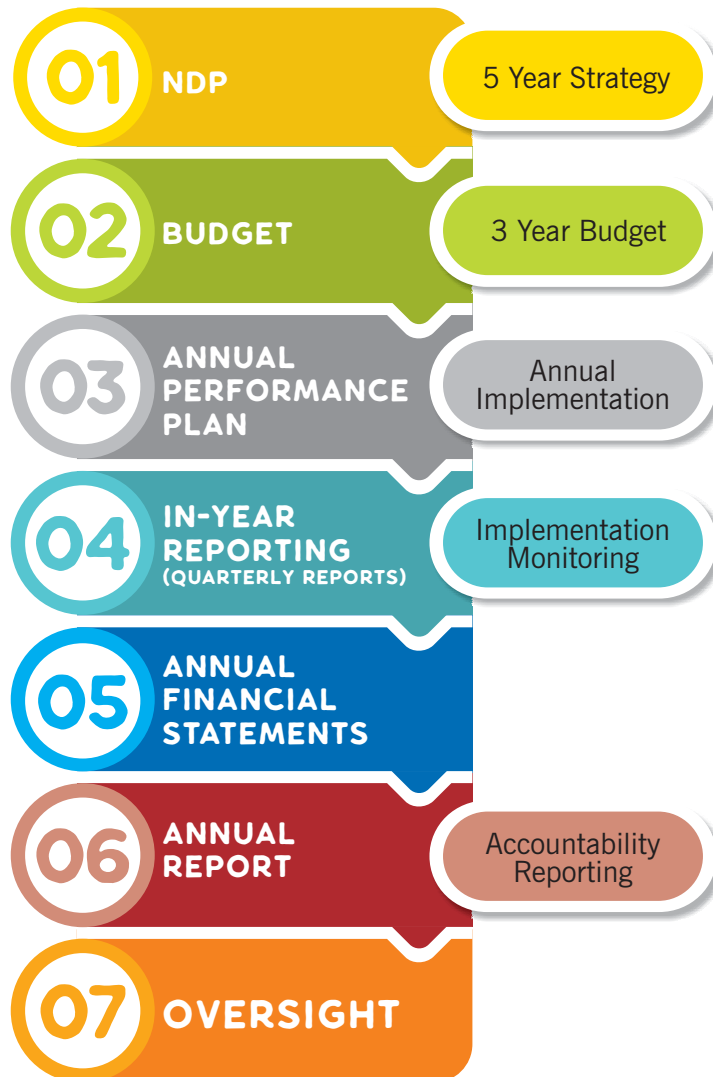 01
NDP
5 Year Strategy
02
BUDGET
3 Year Budget
03
ANNUAL
PERFORMANCE
PLAN
Annual
Implementation
04
IN-YEAR
REPORTING
(QUARTERLY REPORTS)
Implementation
Monitoring
05
ANNUAL
FINANCIAL
STATEMENTS
06
ANNUAL
REPORT
Accountability
Reporting
07
OVERSIGHT